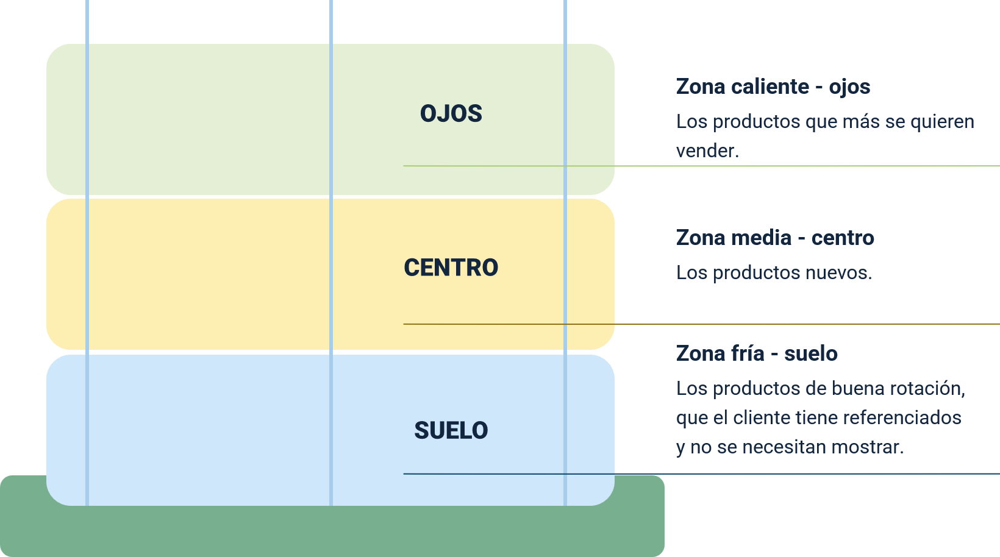 OJOS
Zona caliente - ojos
Los productos que más se quieren
vender.
CENTRO
Zona media - centro
Los productos nuevos.
SUELO
Zona fría - suelo
Los productos de buena rotación,
que el cliente tiene referenciados
y no se necesitan mostrar.